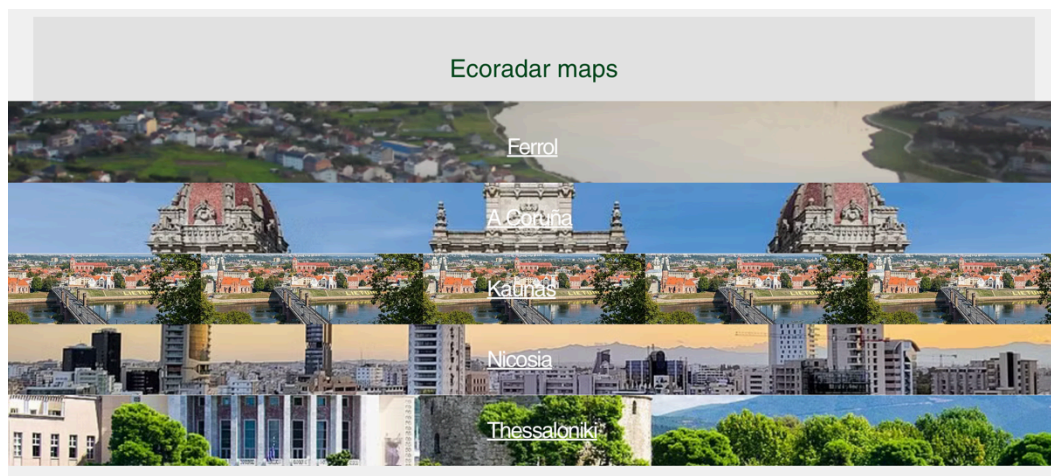 Ecoradar maps
Ferrol
A Coruña
Kaunas
Nicosia
Thessaloniki